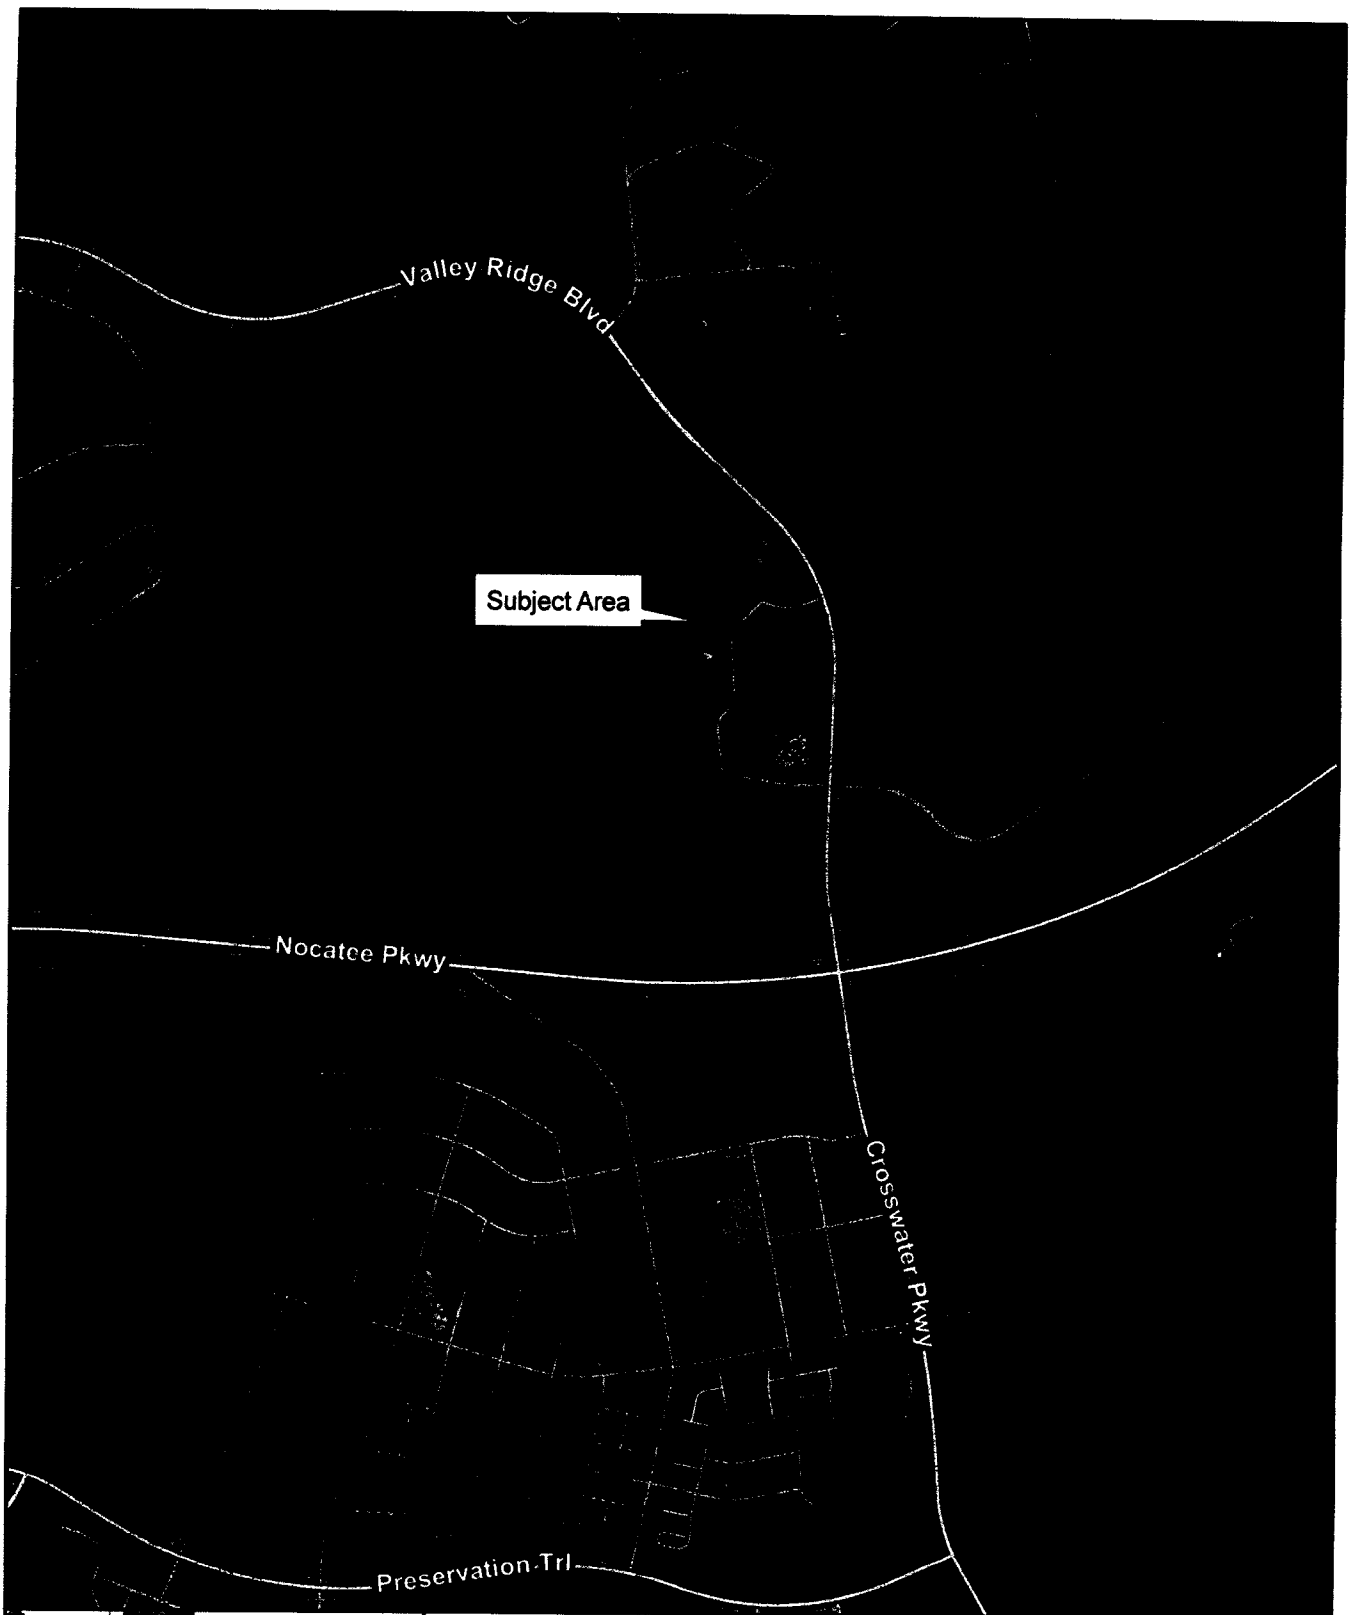 Valley Ridge Blvd
Subject Area
Nocatee Pkwy
Crosswater Pkwy
Preservation Trl